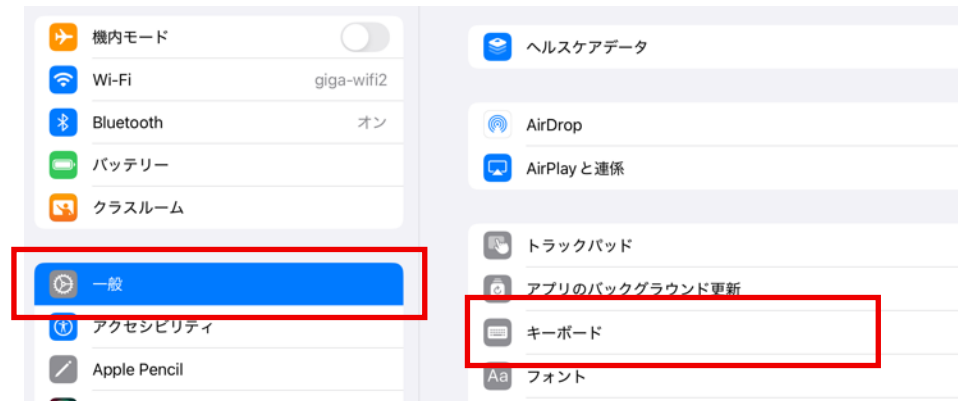 機内モード
Wi-Fi giga-wifi2
Bluetooth オン
バッテリー
クラスルーム
一般
アクセシビリティ
Apple Pencil
ヘルスケアデータ
AirDrop
AirPlayと連係
トラックパッド
アプリのバックグラウンド更新
キーボード
Aa フォント